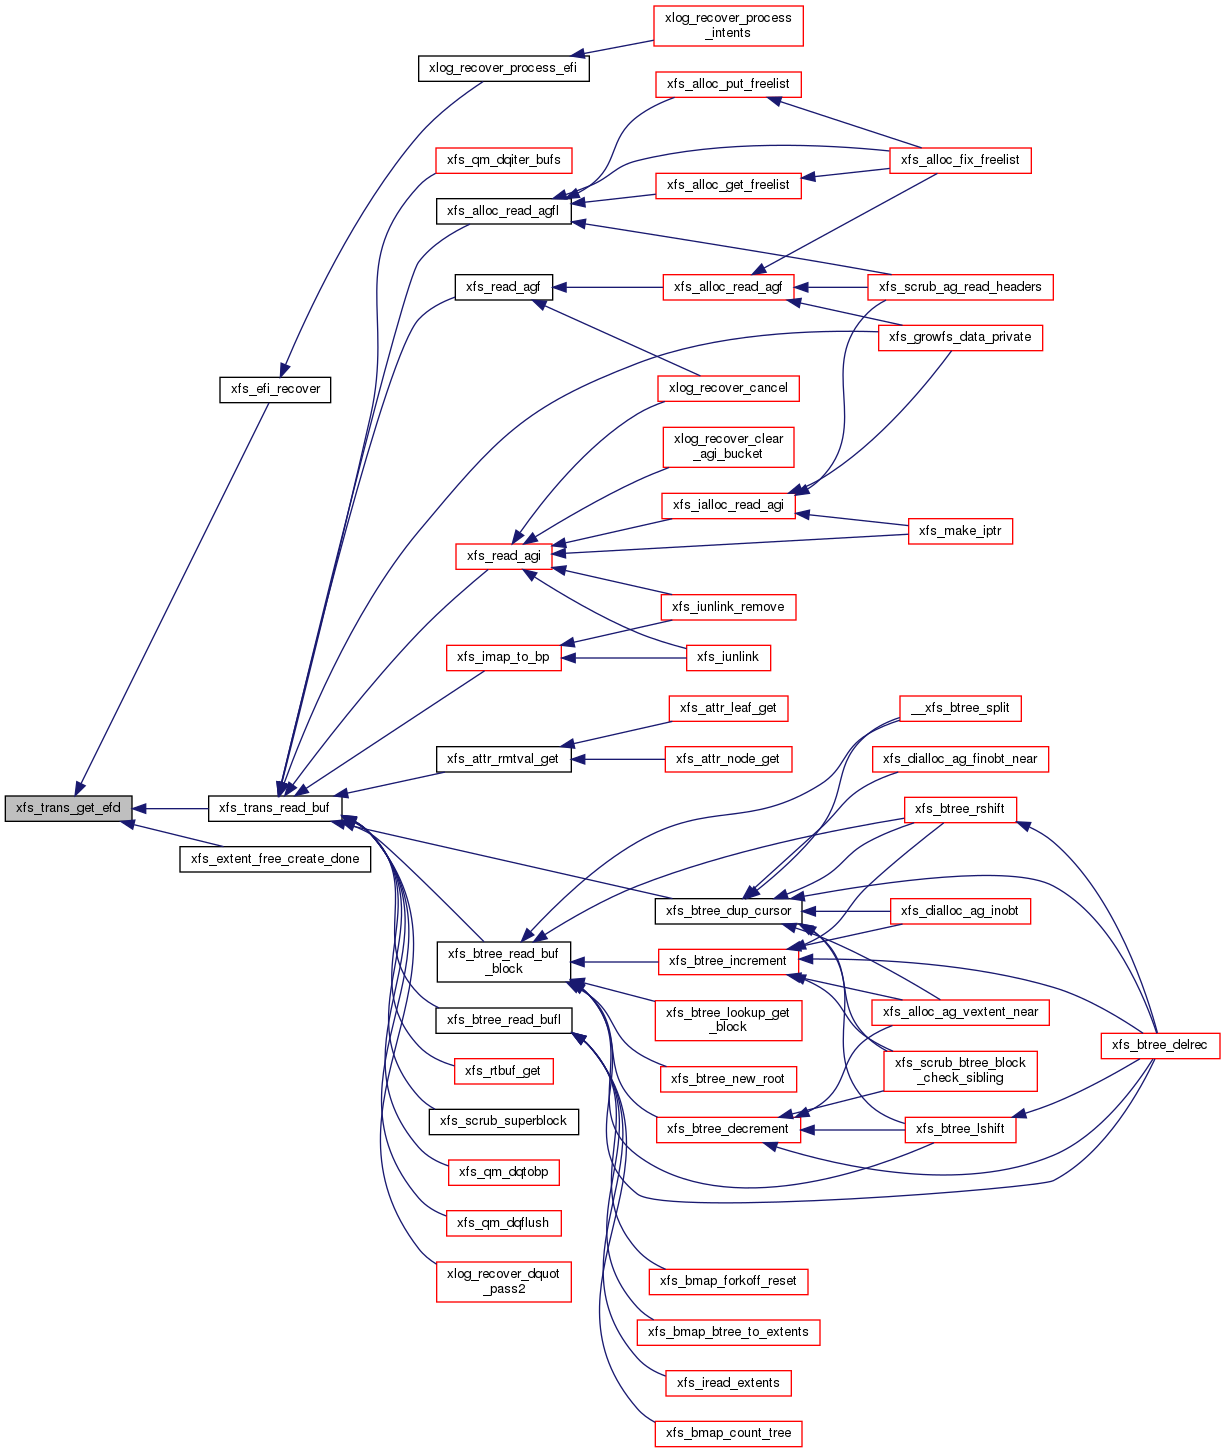 xlog_recover_process
_intents
xlog_recover_process_efi
xfs_alloc_put_freelist
xfs_qm_dqiter_bufs
xfs_alloc_fix_freelist
xfs_alloc_get_freelist
xfs_alloc_read_agfl
xfs_read_agf
xfs_alloc_read_agf
xfs_scrub_ag_read_headers
xfs_growfs_data_private
xfs_efi_recover
xlog_recover_cancel
xlog_recover_clear
_agi_bucket
xfs_ialloc_read_agi
xfs_make_iptr
xfs_read_agi
xfs_iunlink_remove
xfs_imap_to_bp
xfs_iunlink
xfs_attr_leaf_get
__xfs_btree_split
xfs_attr_rmtval_get
xfs_attr_node_get
xfs_dialloc_ag_finobt_near
xfs_trans_get_efd
xfs_trans_read_buf
xfs_btree_rshift
xfs_extent_free_create_done
xfs_btree_dup_cursor
xfs_dialloc_ag_inobt
xfs_btree_read_buf
_block
xfs_btree_increment
xfs_btree_read_bufl
xfs_btree_lookup_get
_block
xfs_alloc_ag_vextent_near
xfs_btree_delrec
xfs_rtbuf_get
xfs_btree_new_root
xfs_scrub_btree_block
_check_sibling
xfs_scrub_superblock
xfs_btree_decrement
xfs_btree_lshift
xfs_qm_dqtobp
xfs_qm_dqflush
xlog_recover_dquot
_pass2
xfs_bmap_forkoff_reset
xfs_bmap_btree_to_extents
xfs_iread_extents
xfs_bmap_count_tree